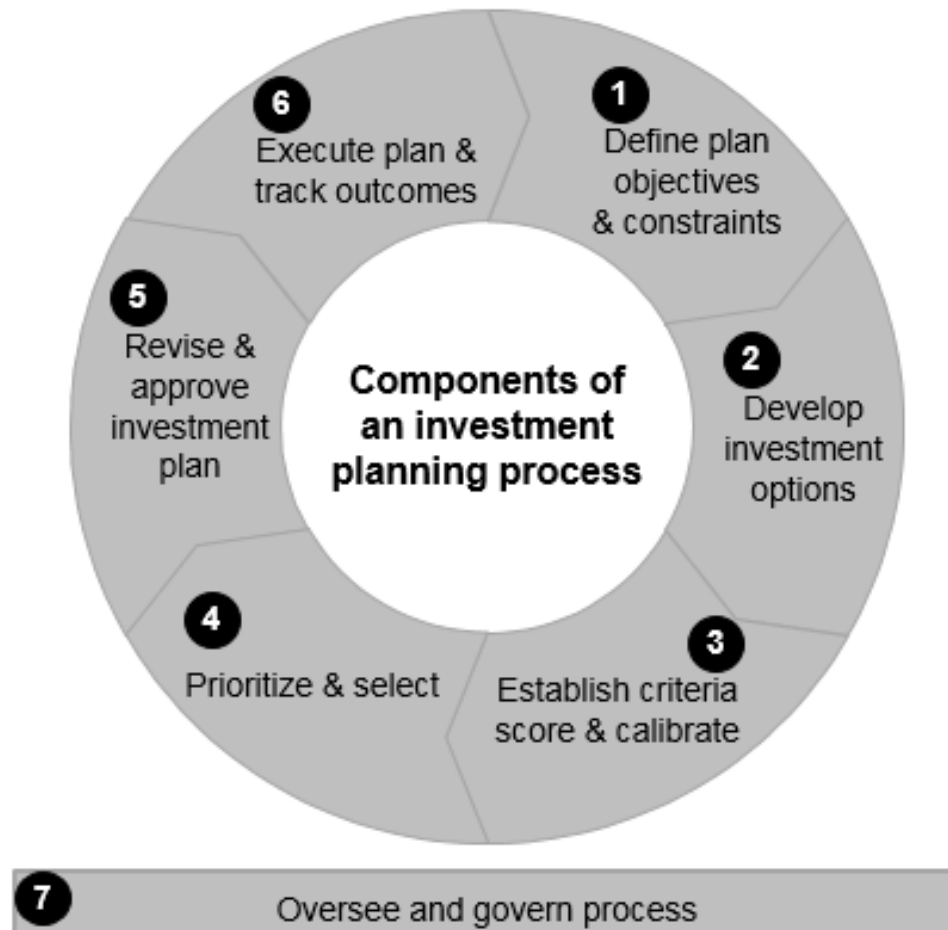 1
Define plan
objectives
& constraints
2
Develop
investment
options
3
Establish criteria
score & calibrate
4
Prioritize & select
5
Revise &
approve
investment
plan
6
Execute plan &
track outcomes
Components of
an investment
planning process
7
Oversee and govern process